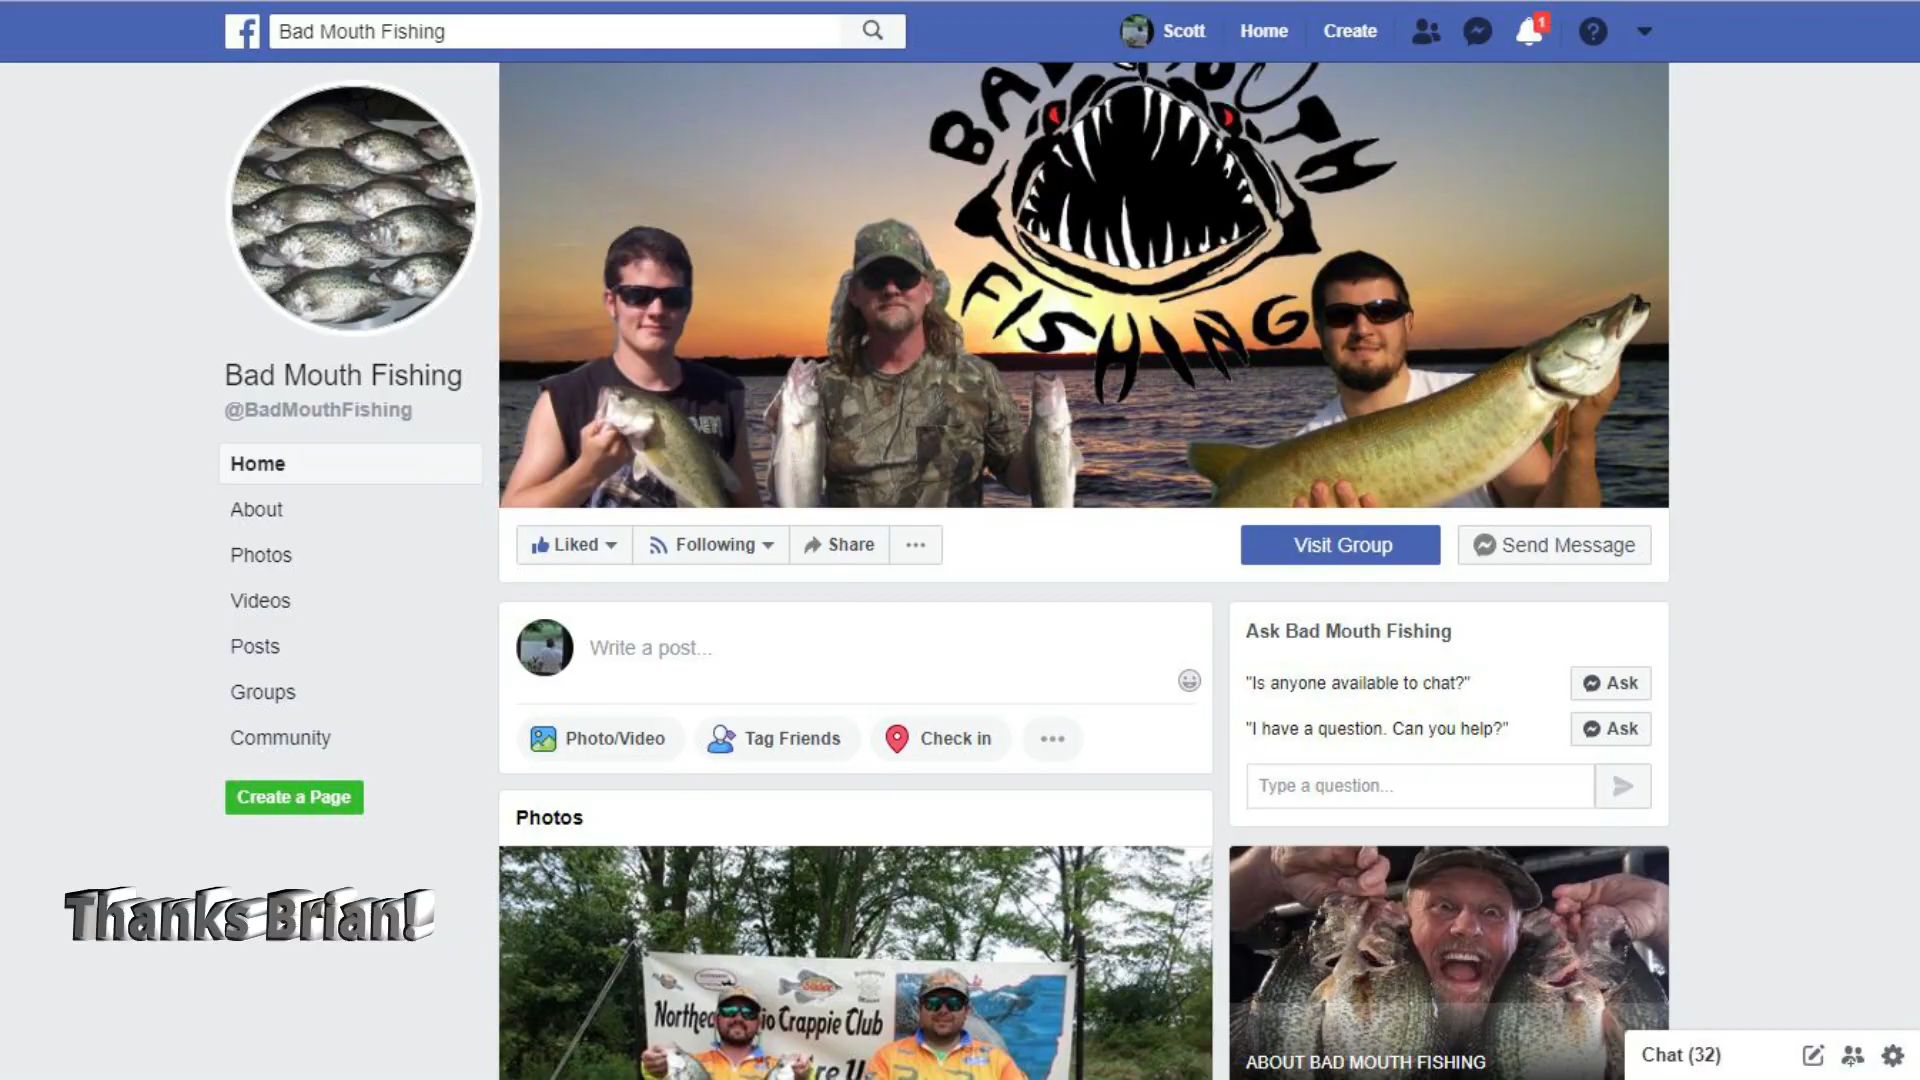 Bad Mouth Fishing
Scott
Home
Create
1
?
BAD MOUTH
FISHING
Bad Mouth Fishing
@BadMouthFishing
Home
About
Photos
Videos
Posts
Groups
Community
Create a Page
Thanks Brian!
Liked
Following
Share
Visit Group
Send Message
Write a post...
Photo/Video
Tag Friends
Check in
Photos
Crappie Club
Ask Bad Mouth Fishing
"Is anyone available to chat?"
Ask
"I have a question. Can you help?"
Ask
Type a question...
ABOUT BAD MOUTH FISHING
Chat (32)